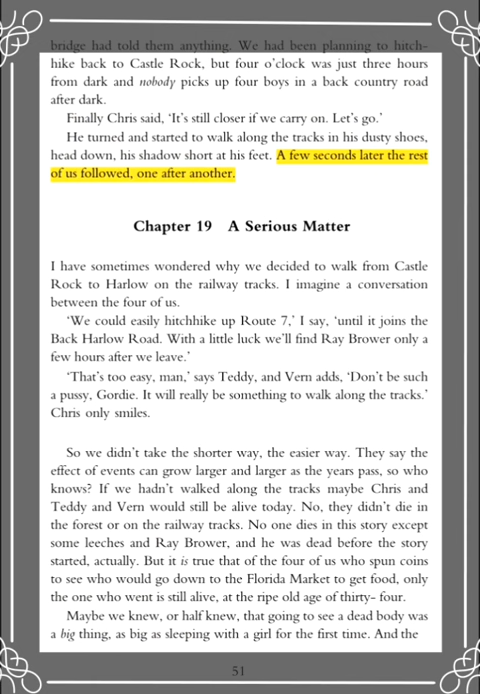 bridge had told them anything. We had been planning to hitch-
hike back to Castle Rock, but four o'clock was just three hours
from dark and nobody picks up four boys in a back country road
after dark.
Finally Chris said, 'It's still closer if we carry on. Let's go.'
He turned and started to walk along the tracks in his dusty shoes,
head down, his shadow short at his feet. A few seconds later the rest
of us followed, one after another.
Chapter 19 A Serious Matter
I have sometimes wondered why we decided to walk from Castle
Rock to Harlow on the railway tracks. I imagine a conversation
between the four of us.
'We could easily hitchhike up Route 7,' I say, 'until it joins the
Back Harlow Road. With a little luck we'll find Ray Brower only a
few hours after we leave.'
'That's too easy, man,' says Teddy, and Vern adds, 'Don't be such
a pussy, Gordie. It will really be something to walk along the tracks.'
Chris only smiles.
So we didn't take the shorter way, the easier way. They say the
effect of events can grow larger and larger as the years pass, so who
knows? If we hadn't walked along the tracks maybe Chris and
Teddy and Vern would still be alive today. No, they didn't die in
the forest or on the railway tracks. No one dies in this story except
some leeches and Ray Brower, and he was dead before the story
started, actually. But it is true that of the four of us who spun coins
to see who would go down to the Florida Market to get food, only
the one who went is still alive, at the ripe old age of thirty- four.
Maybe we knew, or half knew, that going to see a dead body was
a big thing, as big as sleeping with a girl for the first time. And the
51